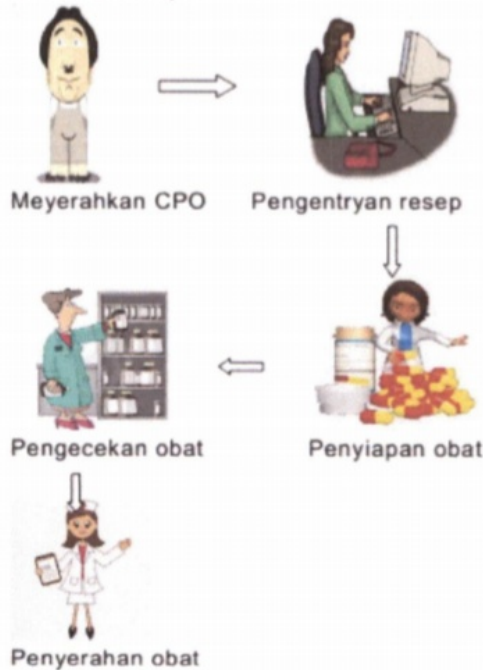 Meyerahkan CPO
Pengentryan resep
Penyiapan obat
Pengecekan obat
Penyerahan obat